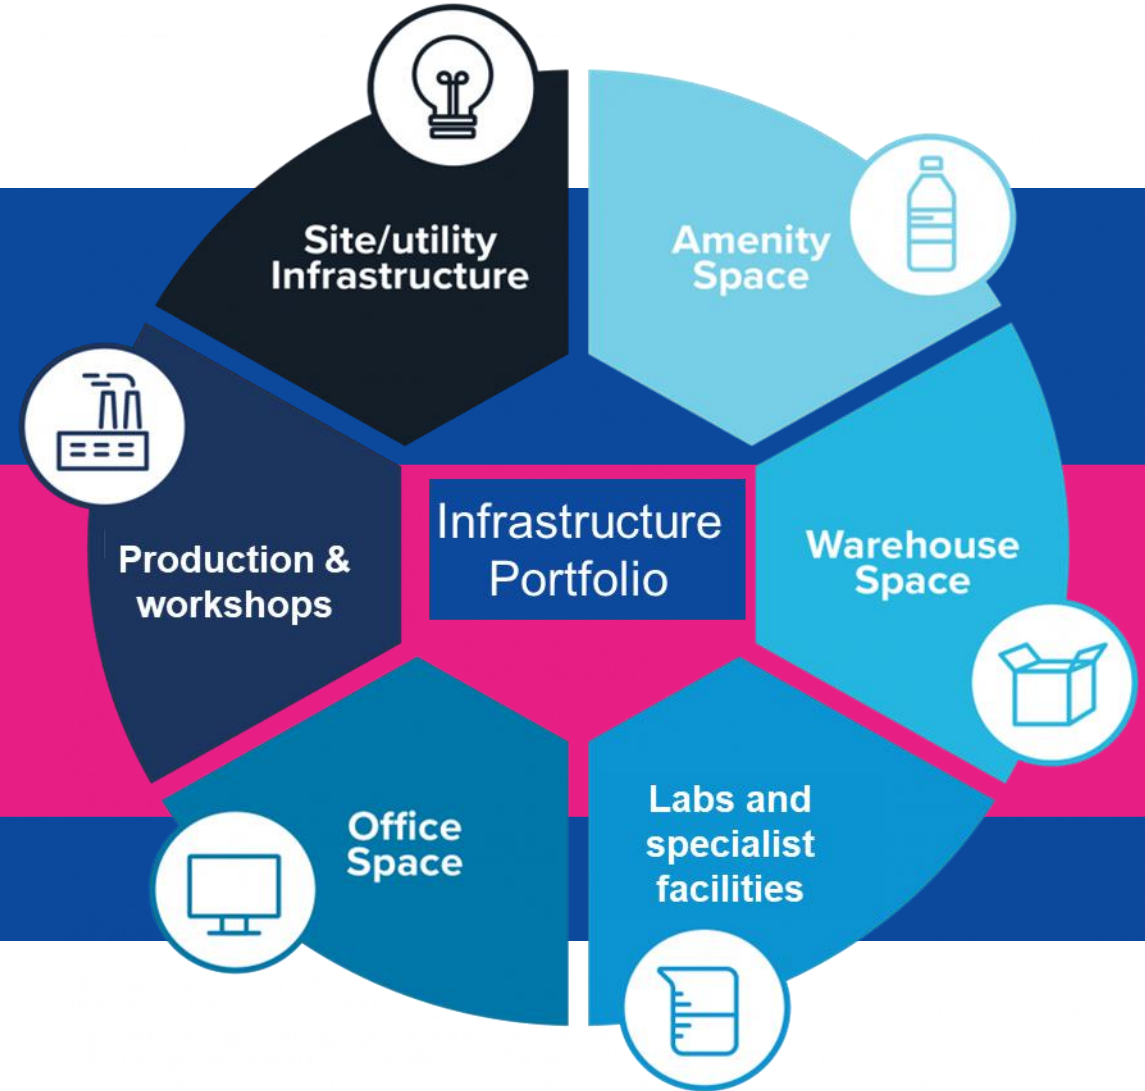 Site/utility
Infrastructure
Amenity
Space
Warehouse
Space
Labs and
specialist
facilities
Office
Space
Production &
workshops
Infrastructure
Portfolio